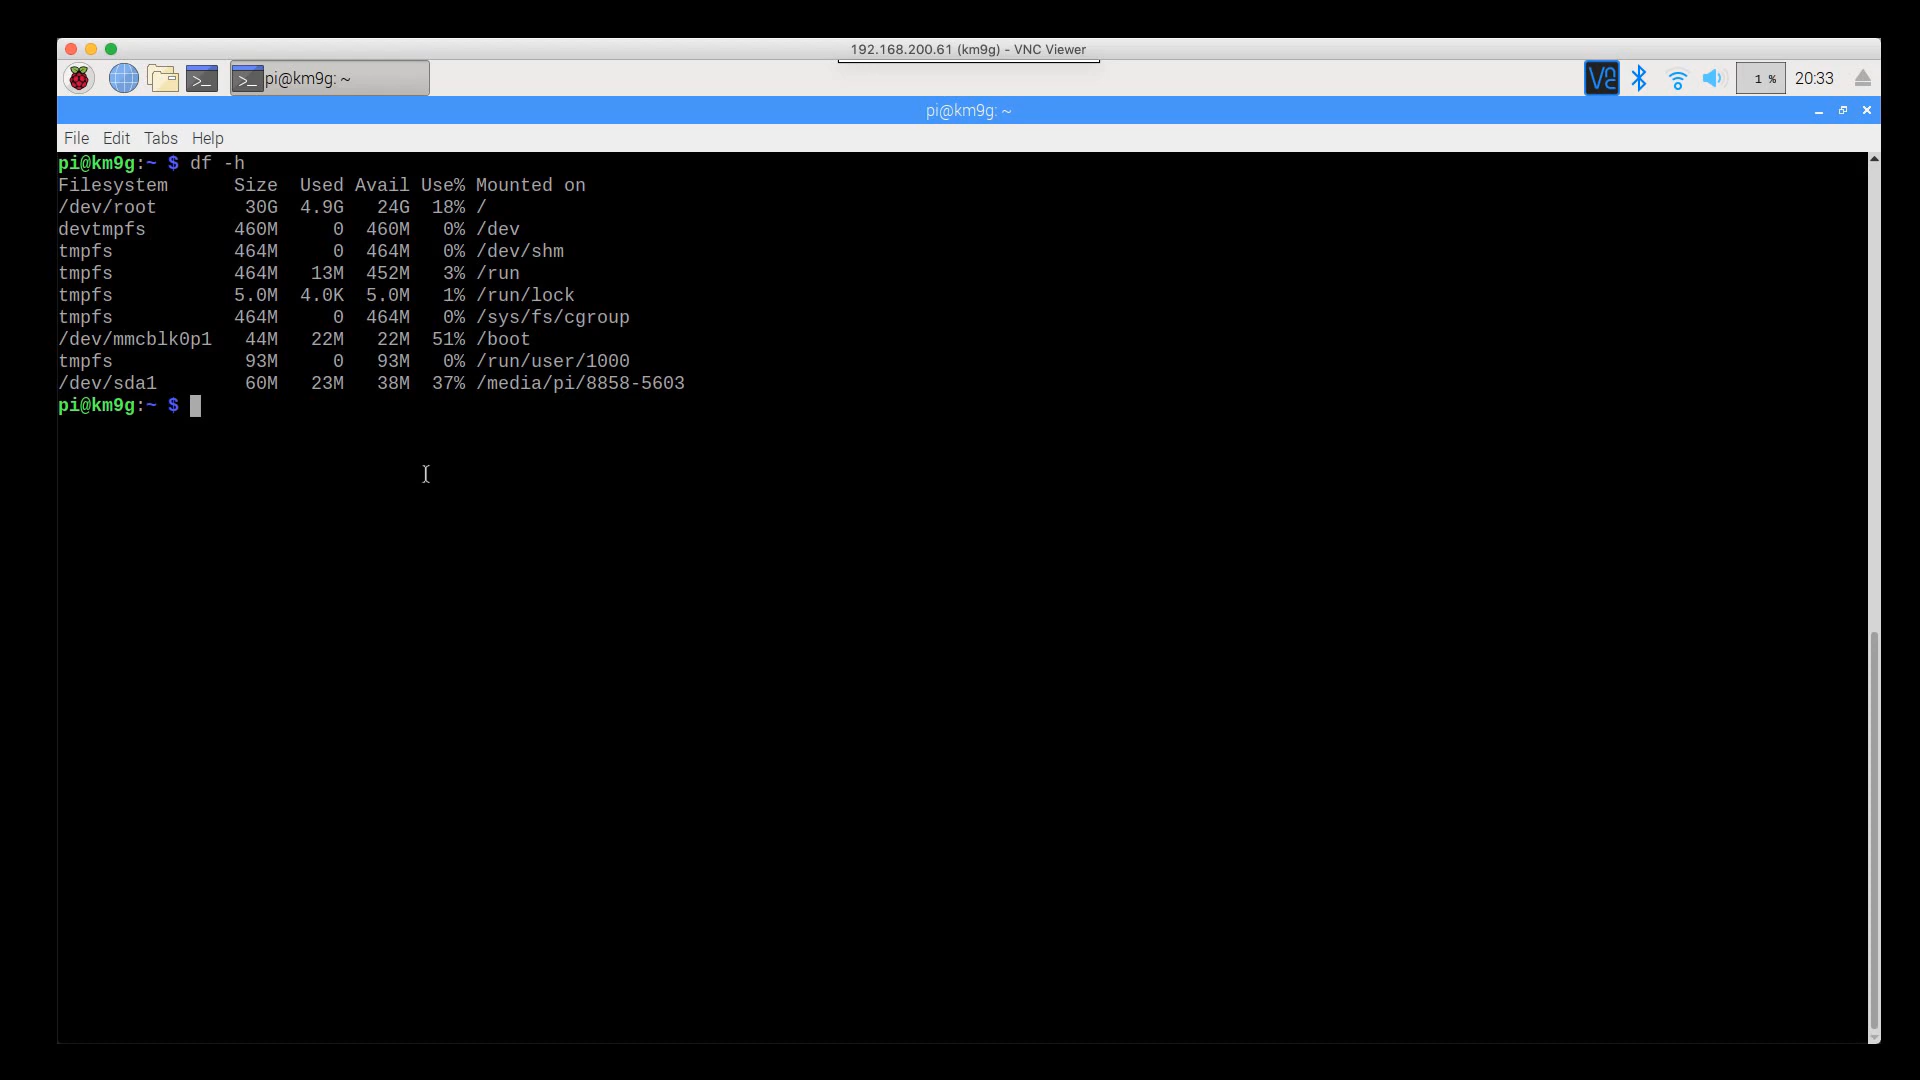 192.168.200.61 (km9g) - VNC Viewer
pi@km9g: ~
1 %
20:33
pi@km9g: ~
File Edit Tabs Help
pi@km9g:~ $ df -h
Filesystem      Size  Used Avail Use% Mounted on
/dev/root        30G  4.9G   24G  18% /
devtmpfs        460M     0  460M   0% /dev
tmpfs           464M     0  464M   0% /dev/shm
tmpfs           464M   13M  452M   3% /run
tmpfs           5.0M  4.0K  5.0M   1% /run/lock
tmpfs           464M     0  464M   0% /sys/fs/cgroup
/dev/mmcblk0p1   44M   22M   22M  51% /boot
tmpfs            93M     0   93M   0% /run/user/1000
/dev/sda1        60M   23M   38M  37% /media/pi/8858-5603
pi@km9g:~ $